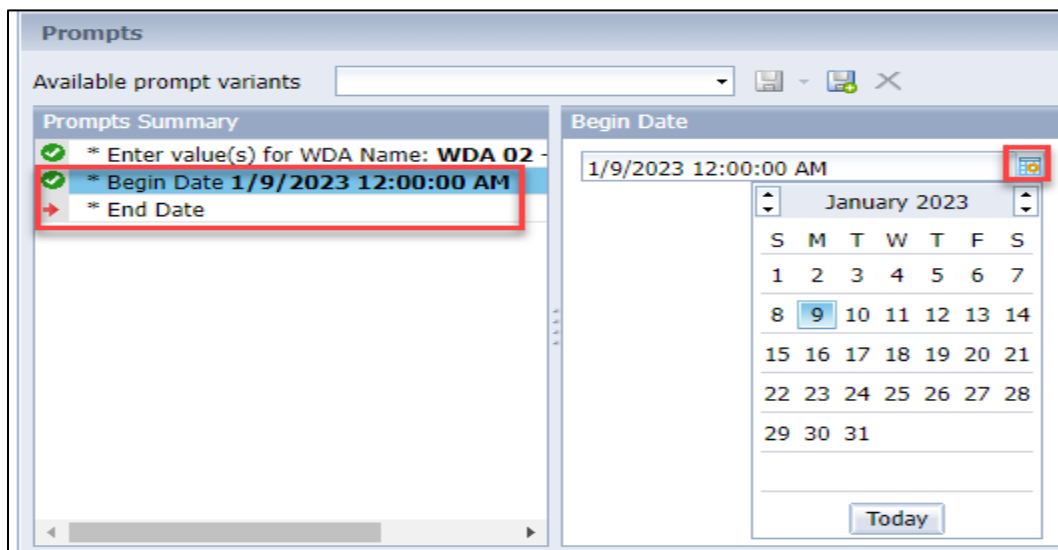 Prompts
Available prompt variants
Prompts Summary
* Enter value(s) for WDA Name: WDA 02 -
* Begin Date 1/9/2023 12:00:00 AM
* End Date
Begin Date
1/9/2023 12:00:00 AM
January 2023
S M T W T F S
1 2 3 4 5 6 7
8 9 10 11 12 13 14
15 16 17 18 19 20 21
22 23 24 25 26 27 28
29 30 31
Today